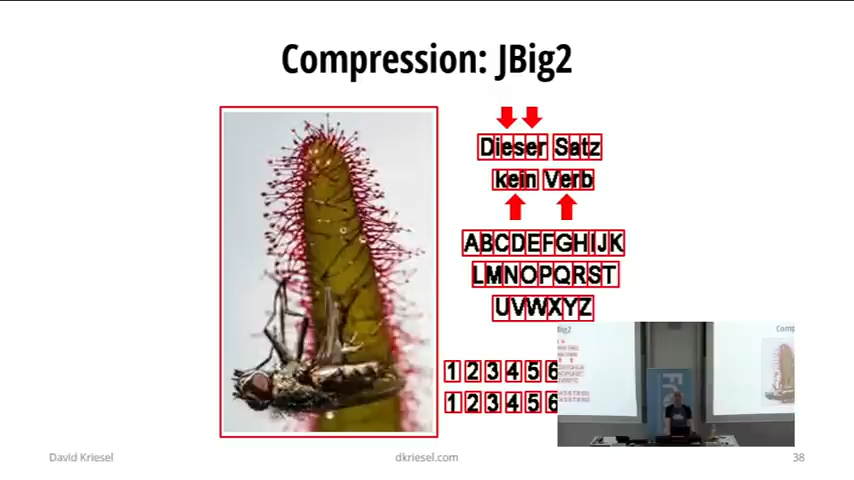 Compression: JBig2
Dieser Satz
kein Verb
ABCDEFGHIJK
LMNOPQRST
UVWXYZ
123456
123456
David Kriesel
dkriesel.com
38